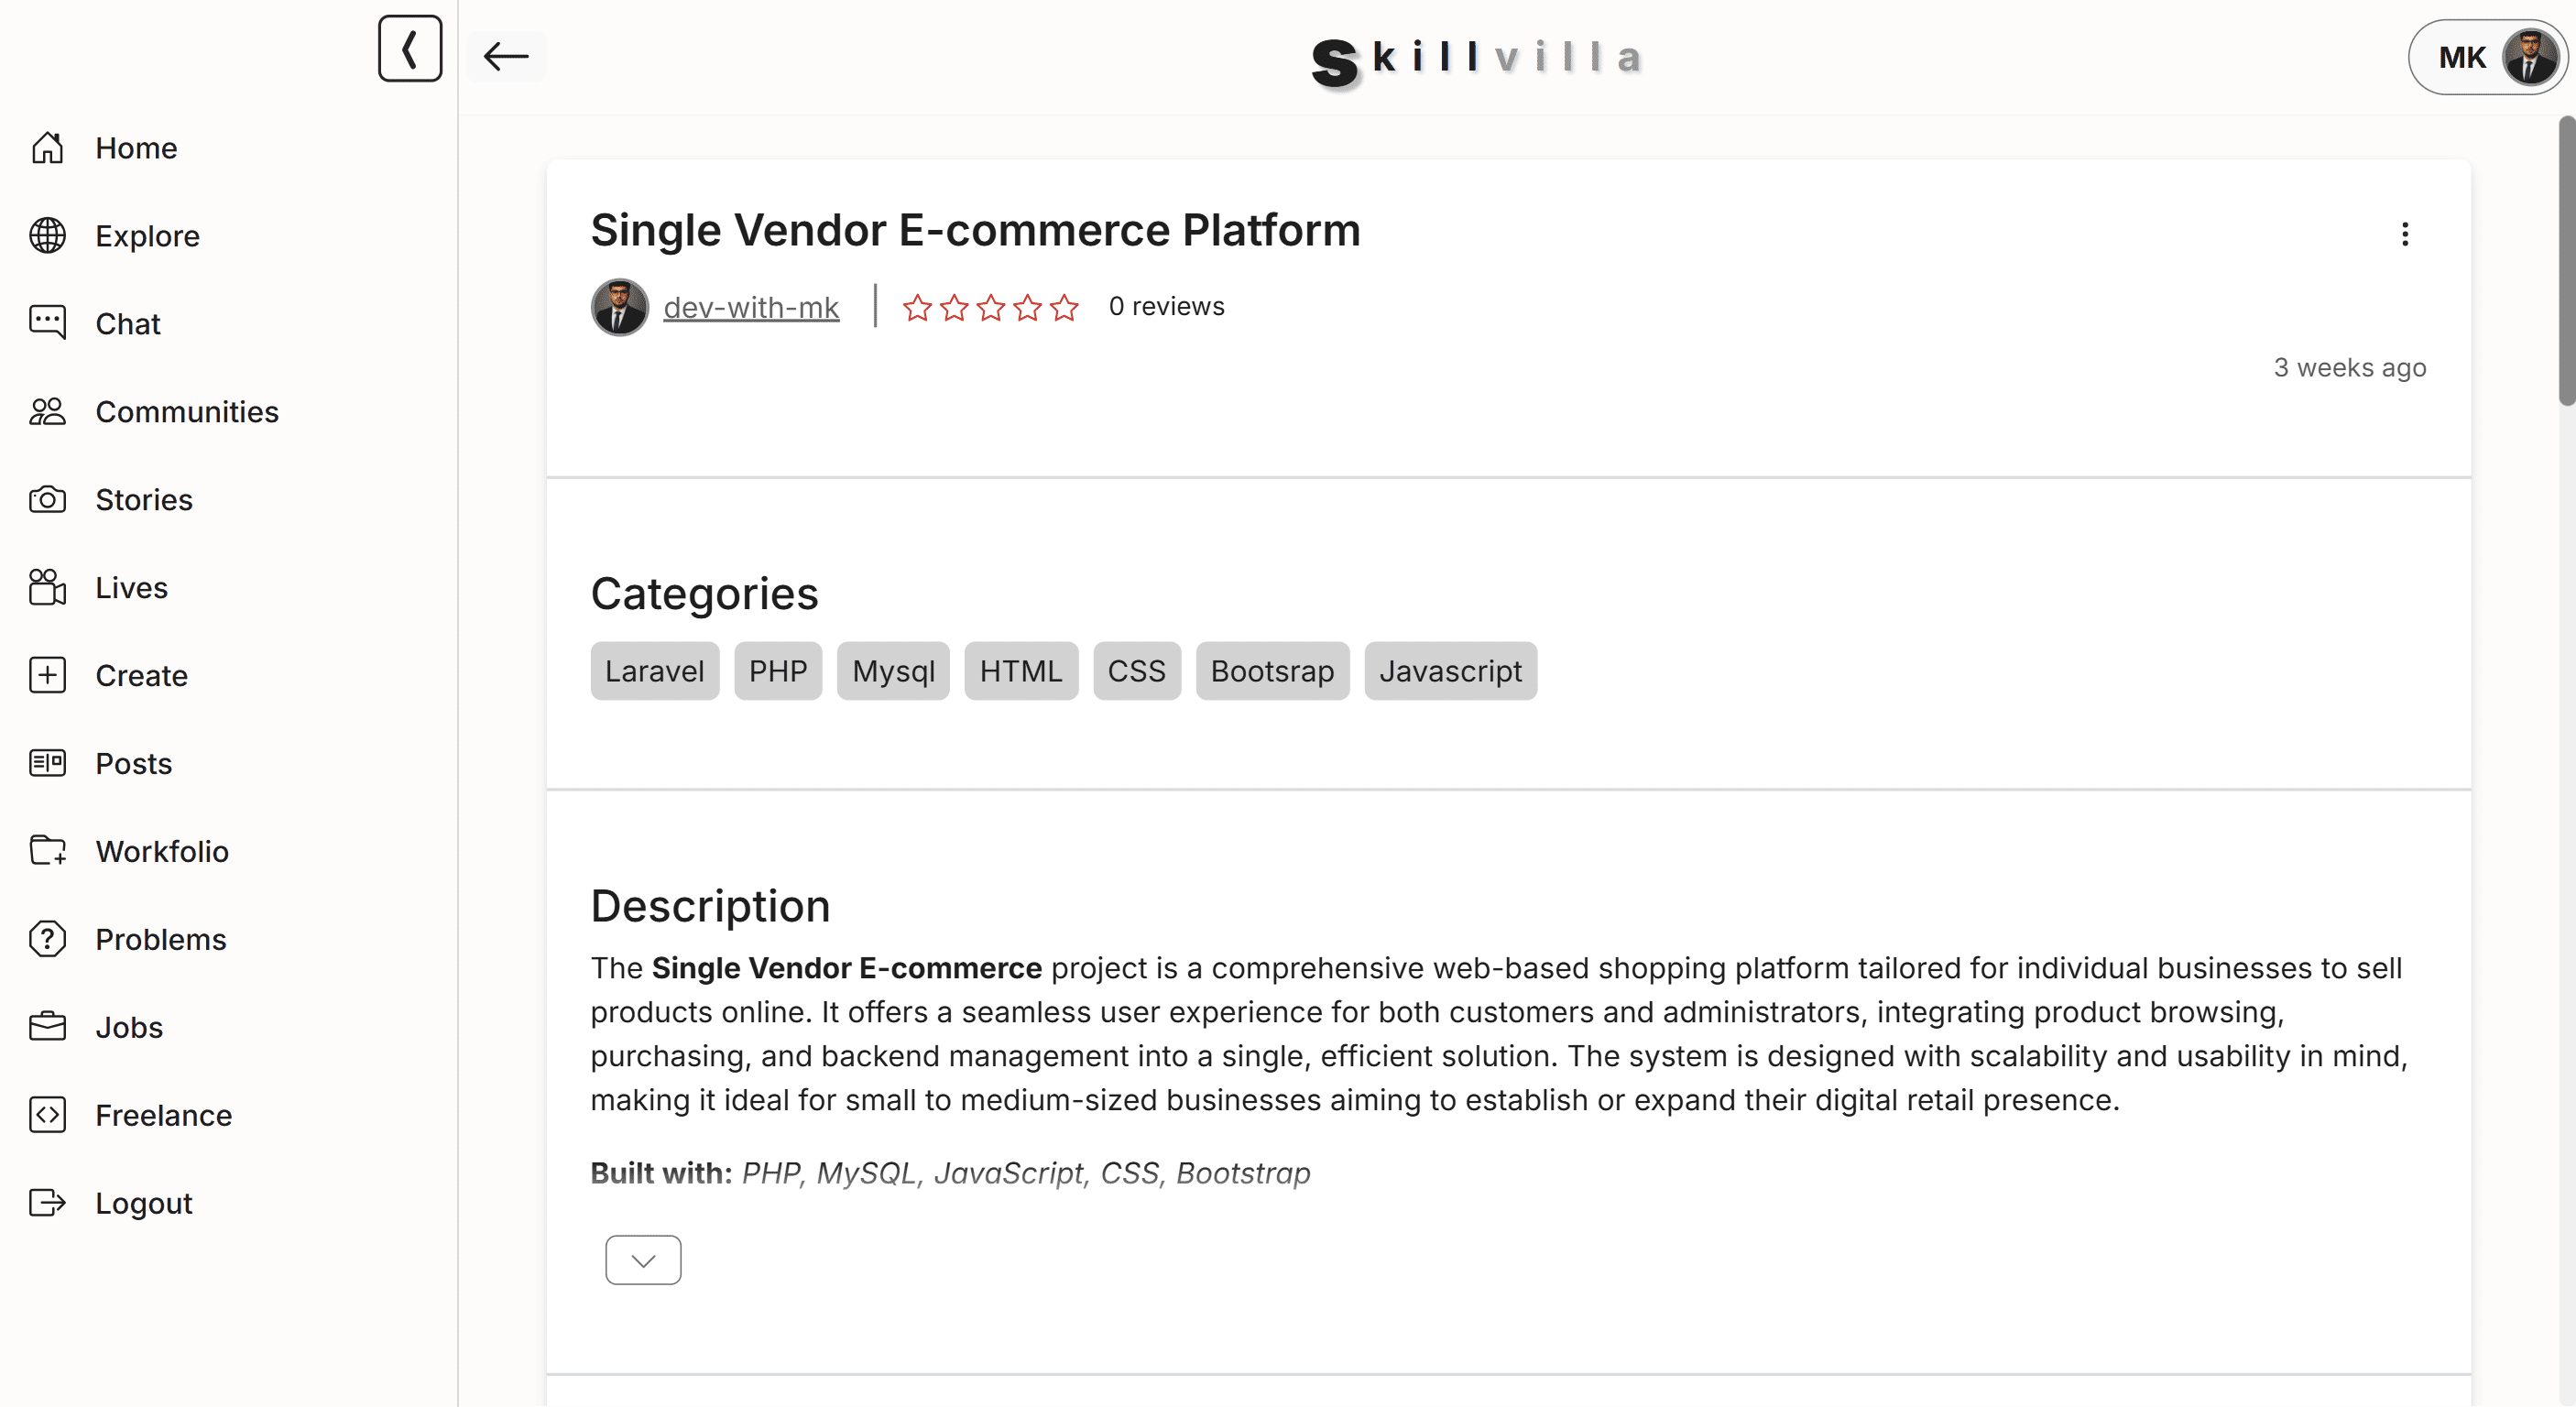 Skillvilla
MK
Home
Explore
Chat
Communities
Stories
Lives
Create
Posts
Workfolio
Problems
Jobs
Freelance
Logout
Single Vendor E-commerce Platform
dev-with-mk
0 reviews
3 weeks ago
Categories
Laravel PHP Mysql HTML CSS Bootsrap Javascript
Description
The Single Vendor E-commerce project is a comprehensive web-based shopping platform tailored for individual businesses to sell
products online. It offers a seamless user experience for both customers and administrators, integrating product browsing,
purchasing, and backend management into a single, efficient solution. The system is designed with scalability and usability in mind,
making it ideal for small to medium-sized businesses aiming to establish or expand their digital retail presence.
Built with: PHP, MySQL, JavaScript, CSS, Bootstrap